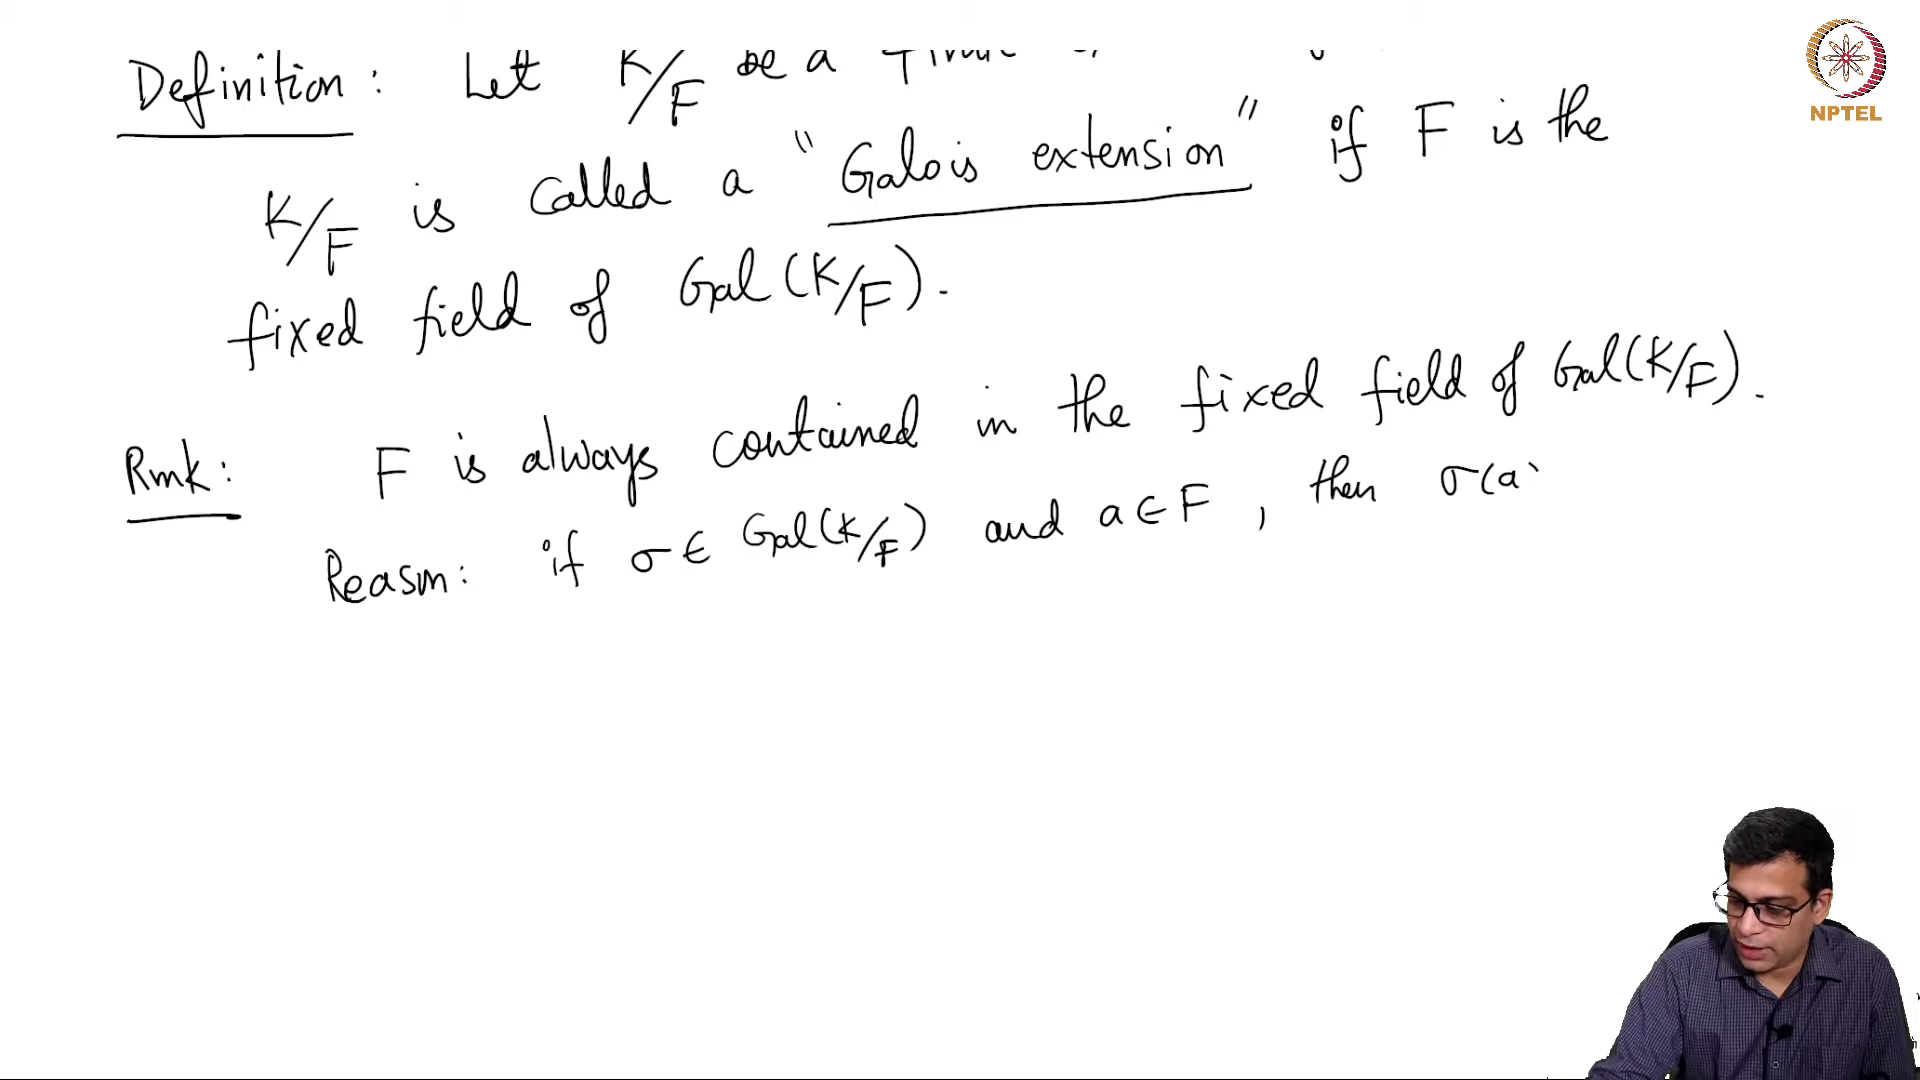 NPTEL
Definition: Let K/F be a
K/F is called a "Galois extension" if F is the
fixed field of Gal (K/F).
Rmk: F is always contained in the fixed field of Gal(K/F).
Reason: if σ ∈ Gal(K/F) and a ∈ F, then σ(a)